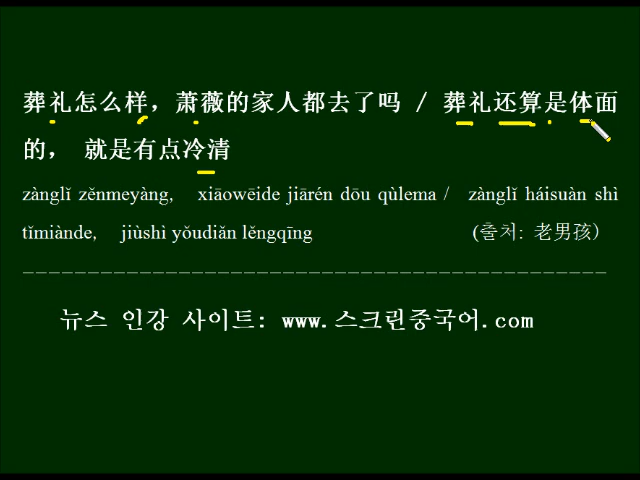 葬礼怎么样，萧薇的家人都去了吗 / 葬礼还算是体面
的， 就是有点冷清
zànglǐ zěnmeyàng, xiāowēide jiārén dōu qùlema / zànglǐ háisuàn shì
tǐmiànde, jiùshì yǒudiǎn lěngqīng (출처: 老男孩)
뉴스 인강 사이트: www.스크린중국어.com